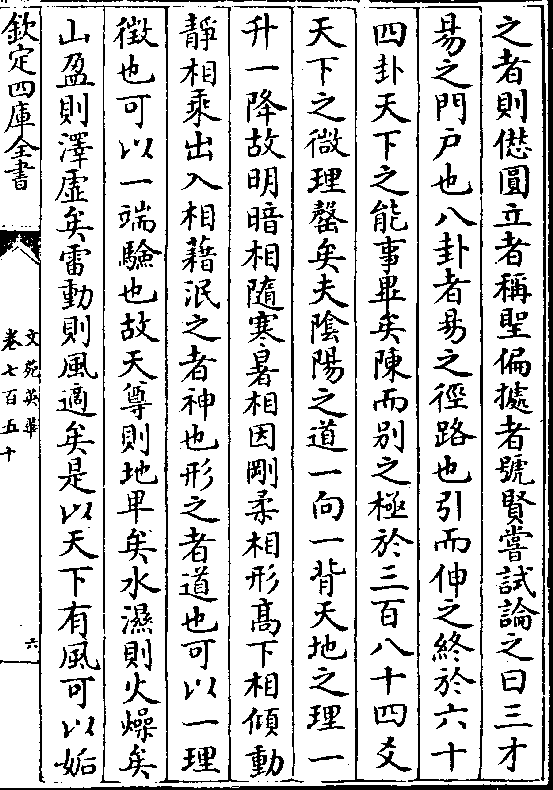 之者則僣圓立者稱聖偏㨿者號賢嘗試論之曰三才
易之門戸也八卦者易之徑路也引而伸之終於六十
四卦天下之能事畢矣陳而别之極於三百八十四爻
天下之微理罄矣夫隂陽之道一向一背天地之理一
升一降故明暗相隨寒暑相因剛柔相形髙下相傾動
靜相乘出入相藉泯之者神也形之者道也可以一理
徴也可以一端驗也故天尊則地卑矣水濕則火燥矣
山盈則澤虚矣雷動則風適矣是以天下有風可以姤
欽定四庫全書
文苑英華
卷七百五十
六